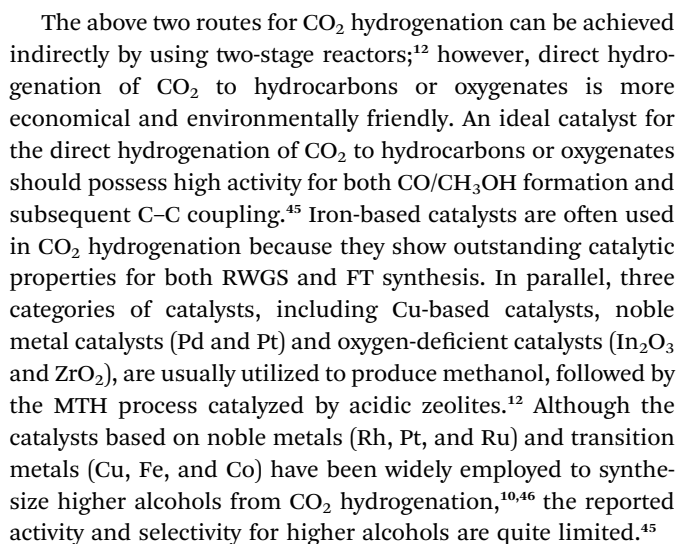 The above two routes for CO₂ hydrogenation can be achieved
indirectly by using two-stage reactors;¹² however, direct hydro-
genation of CO₂ to hydrocarbons or oxygenates is more
economical and environmentally friendly. An ideal catalyst for
the direct hydrogenation of CO₂ to hydrocarbons or oxygenates
should possess high activity for both CO/CH₃OH formation and
subsequent C–C coupling.⁴⁵ Iron-based catalysts are often used
in CO₂ hydrogenation because they show outstanding catalytic
properties for both RWGS and FT synthesis. In parallel, three
categories of catalysts, including Cu-based catalysts, noble
metal catalysts (Pd and Pt) and oxygen-deficient catalysts (In₂O₃
and ZrO₂), are usually utilized to produce methanol, followed by
the MTH process catalyzed by acidic zeolites.¹² Although the
catalysts based on noble metals (Rh, Pt, and Ru) and transition
metals (Cu, Fe, and Co) have been widely employed to synthe-
size higher alcohols from CO₂ hydrogenation,¹⁰,⁴⁶ the reported
activity and selectivity for higher alcohols are quite limited.⁴⁵